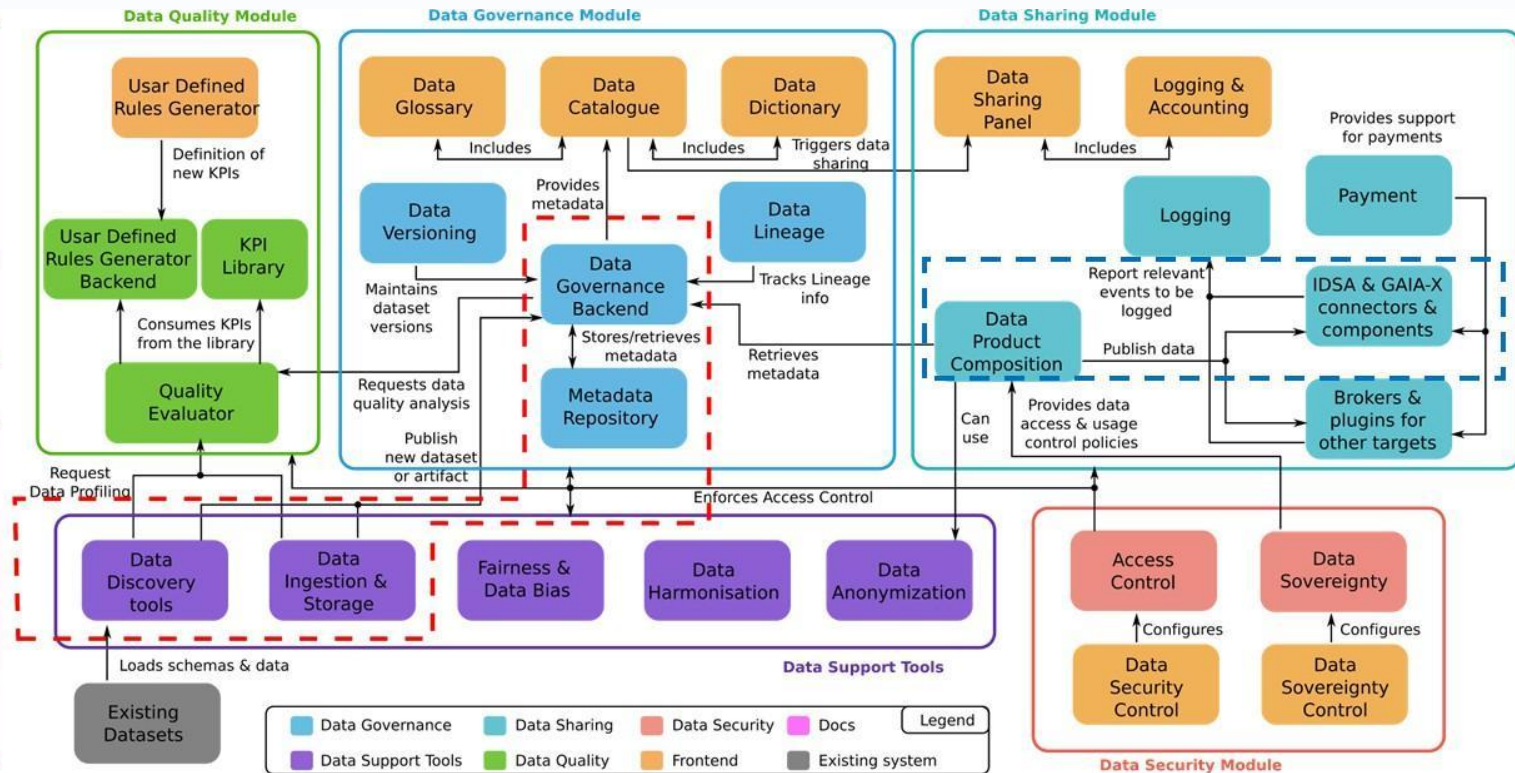 Data Quality Module
Data Governance Module
Data Sharing Module
Usar Defined
Rules Generator
Definition of
new KPIs
Usar Defined
Rules Generator
Backend
KPI
Library
Consumes KPIs
from the library
Quality
Evaluator
Request
Data Profiling
Data
Glossary
Data
Catalogue
Data
Dictionary
Includes
Includes
Triggers data
sharing
Provides
metadata
Data
Versioning
Data
Lineage
Data
Governance
Backend
Maintains
dataset
versions
Tracks Lineage
info
Stores/retrieves
metadata
Requests data
quality analysis
Metadata
Repository
Retrieves
metadata
Publish
new dataset
or artifact
Enforces Access Control
Data
Sharing
Panel
Logging &
Accounting
Includes
Provides support
for payments
Payment
Logging
Report relevant
events to be
logged
IDSA & GAIA-X
connectors &
components
Data
Product
Composition
Publish data
Can
use
Provides data
access & usage
control policies
Brokers &
plugins for
other targets
Data
Discovery
tools
Data
Ingestion &
Storage
Fairness &
Data Bias
Data
Harmonisation
Data
Anonymization
Data Support Tools
Loads schemas & data
Existing
Datasets
Access
Control
Data
Sovereignty
Configures
Configures
Data
Security
Control
Data
Sovereignty
Control
Data Security Module
Legend
Data Governance
Data Sharing
Data Security
Docs
Data Support Tools
Data Quality
Frontend
Existing system